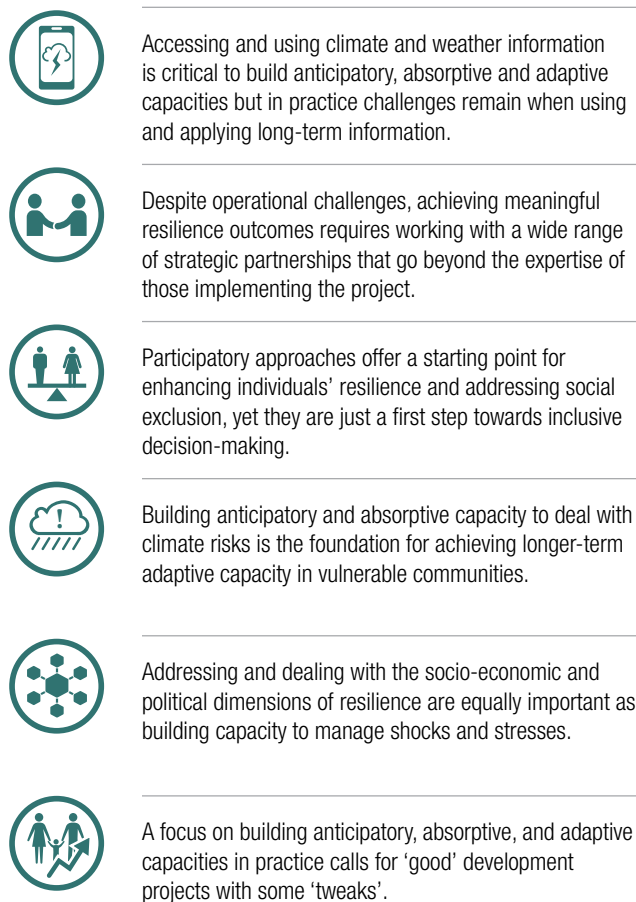 Accessing and using climate and weather information
is critical to build anticipatory, absorptive and adaptive
capacities but in practice challenges remain when using
and applying long-term information.
Despite operational challenges, achieving meaningful
resilience outcomes requires working with a wide range
of strategic partnerships that go beyond the expertise of
those implementing the project.
Participatory approaches offer a starting point for
enhancing individuals’ resilience and addressing social
exclusion, yet they are just a first step towards inclusive
decision-making.
!
Building anticipatory and absorptive capacity to deal with
climate risks is the foundation for achieving longer-term
adaptive capacity in vulnerable communities.
Addressing and dealing with the socio-economic and
political dimensions of resilience are equally important as
building capacity to manage shocks and stresses.
A focus on building anticipatory, absorptive, and adaptive
capacities in practice calls for ‘good’ development
projects with some ‘tweaks’.